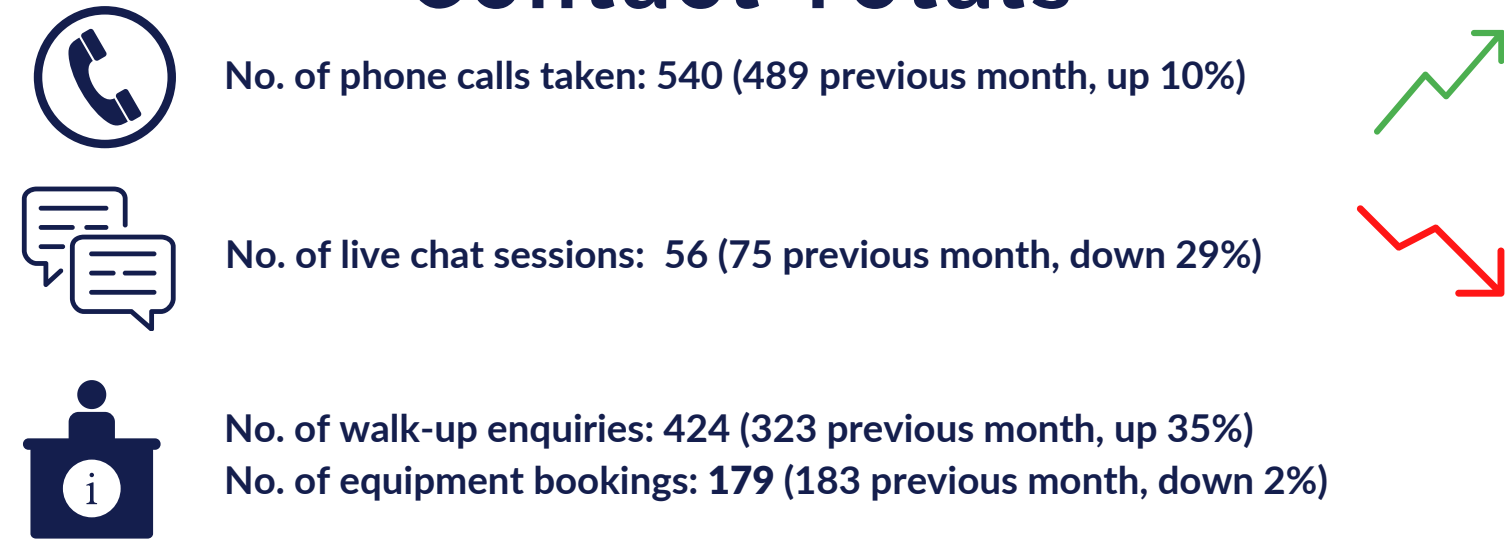 Contact Totals
No. of phone calls taken: 540 (489 previous month, up 10%)
No. of live chat sessions:  56 (75 previous month, down 29%)
No. of walk-up enquiries: 424 (323 previous month, up 35%)
No. of equipment bookings: 179 (183 previous month, down 2%)
i